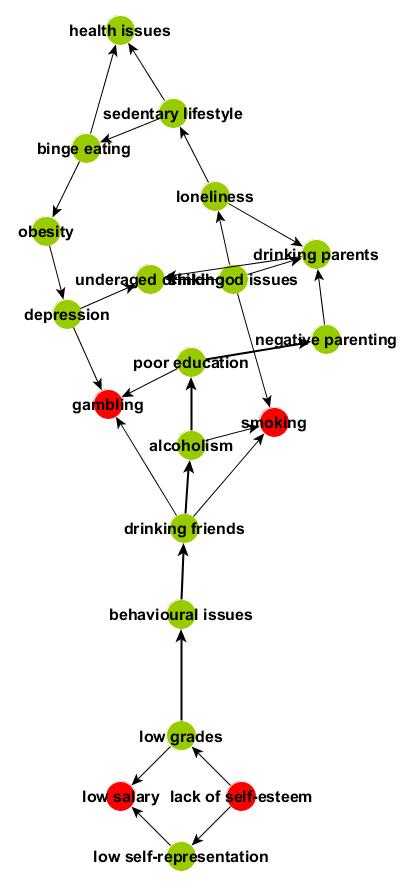 health issues
sedentary lifestyle
binge eating
loneliness
obesity
drinking parents
underaged drinking
childhood issues
depression
negative parenting
poor education
gambling
smoking
alcoholism
drinking friends
behavioural issues
low grades
low salary
lack of self-esteem
low self-representation